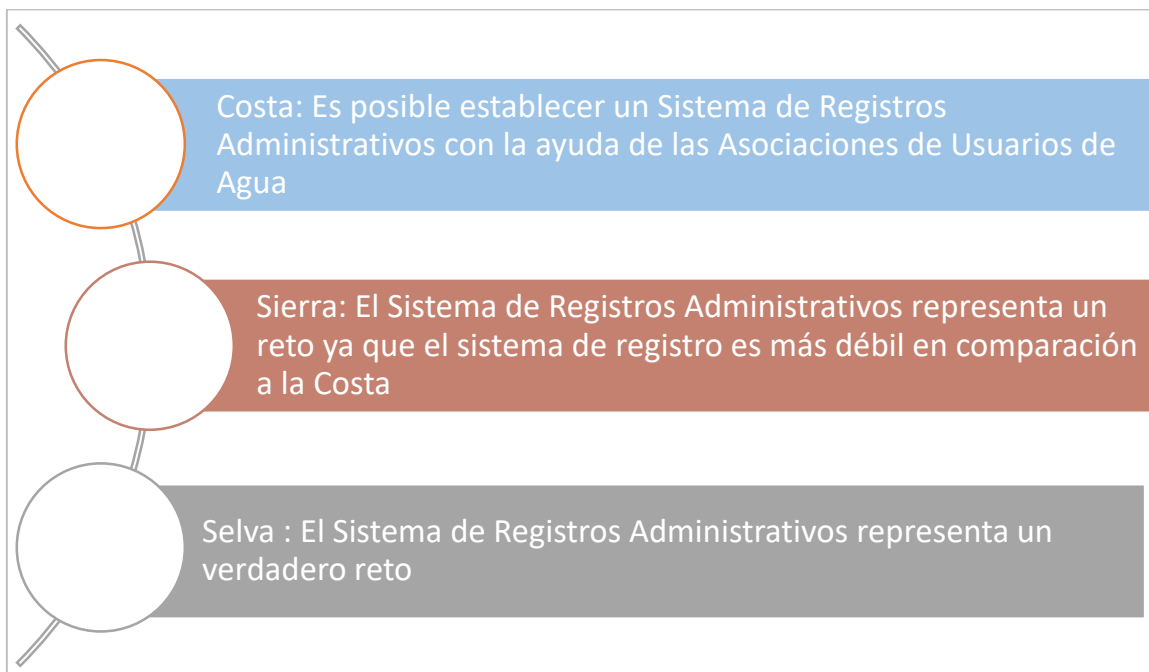 Costa: Es posible establecer un Sistema de Registros
Administrativos con la ayuda de las Asociaciones de Usuarios de
Agua
Sierra: El Sistema de Registros Administrativos representa un
reto ya que el sistema de registro es más débil en comparación
a la Costa
Selva : El Sistema de Registros Administrativos representa un
verdadero reto